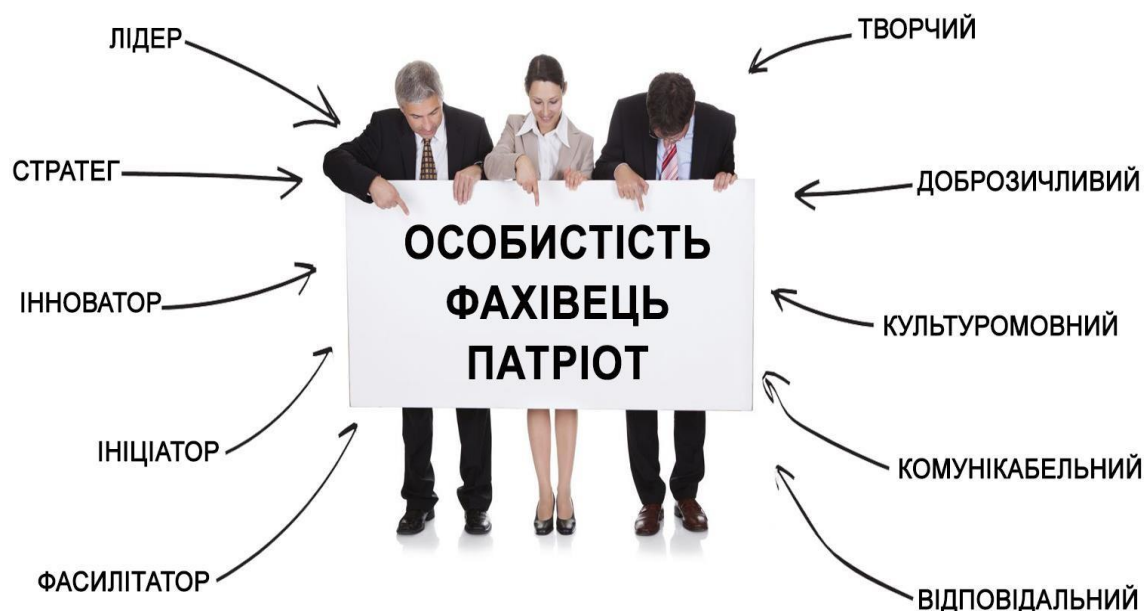 ЛІДЕР
СТРАТЕГ
ІННОВАТОР
ІНІЦІАТОР
ФАСИЛІТАТОР
ОСОБИСТІСТЬ
ФАХІВЕЦЬ
ПАТРІОТ
ТВОРЧИЙ
ДОБРОЗИЧЛИВИЙ
КУЛЬТУРОМОВНИЙ
КОМУНІКАБЕЛЬНИЙ
ВІДПОВІДАЛЬНИЙ